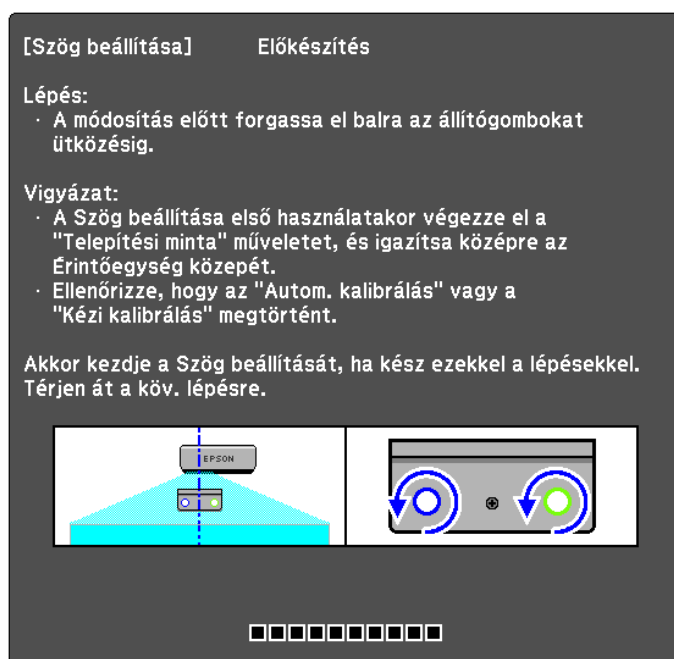 [Szög beállítása] Előkészítés
Lépés:
· A módosítás előtt forgassa el balra az állítógombokat
ütközésig.
Vigyázat:
· A Szög beállítása első használatakor végezze el a
"Telepítési minta" műveletet, és igazítsa középre az
Érintőegység közepét.
· Ellenőrizze, hogy az "Autom. kalibrálás" vagy a
"Kézi kalibrálás" megtörtént.
Akkor kezdje a Szög beállítását, ha kész ezekkel a lépésekkel.
Térjen át a köv. lépésre.
EPSON